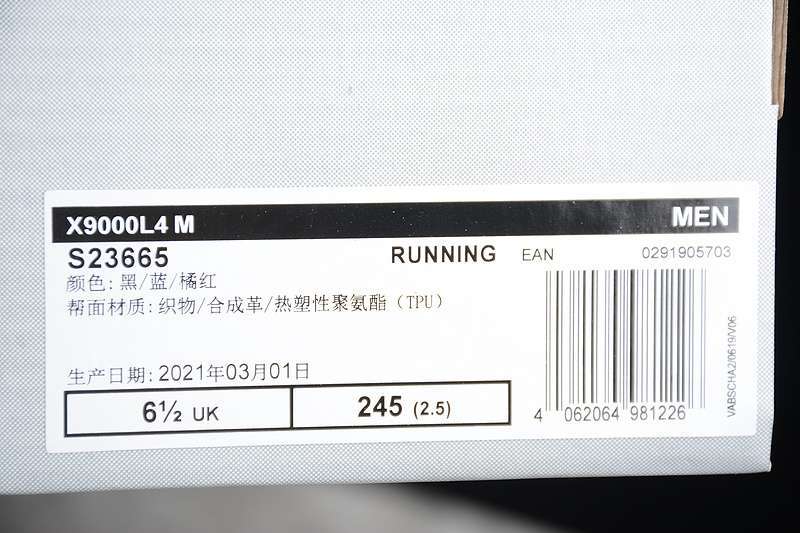 X9000L4 M MEN
S23665 RUNNING EAN 0291905703
颜色: 黑/蓝/橘红
帮面材质: 织物/合成革/热塑性聚氨酯（TPU）
生产日期: 2021年03月01日
6½ UK 245 (2.5)
4 062064 981226
VABSCHA2/0619/V06